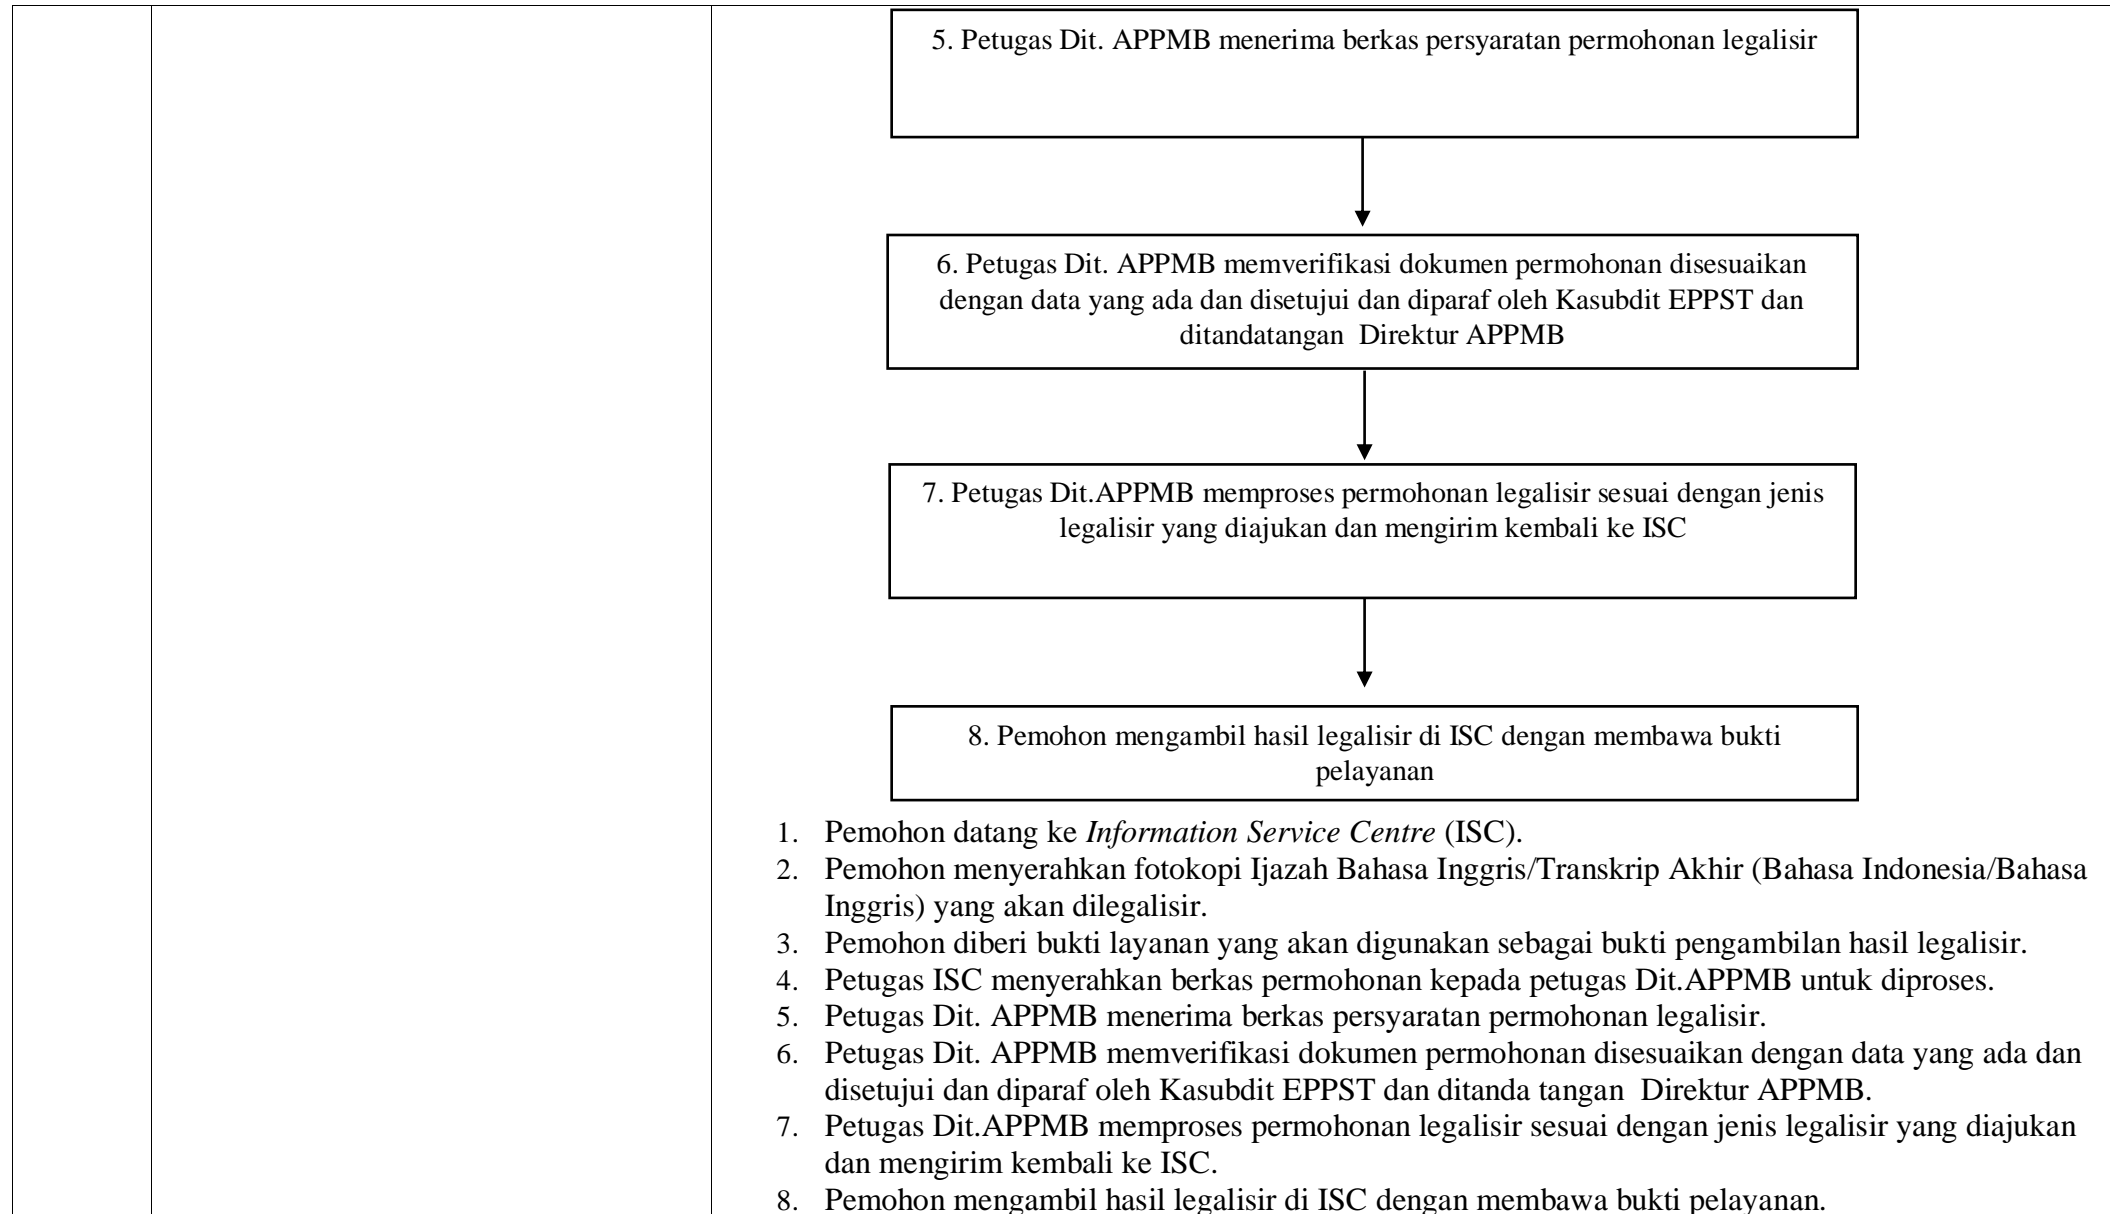 5. Petugas Dit. APPMB menerima berkas persyaratan permohonan legalisir
6. Petugas Dit. APPMB memverifikasi dokumen permohonan disesuaikan
dengan data yang ada dan disetujui dan diparaf oleh Kasubdit EPPST dan
ditandatangan  Direktur APPMB
7. Petugas Dit.APPMB memproses permohonan legalisir sesuai dengan jenis
legalisir yang diajukan dan mengirim kembali ke ISC
8. Pemohon mengambil hasil legalisir di ISC dengan membawa bukti
pelayanan
1. Pemohon datang ke Information Service Centre (ISC).
2. Pemohon menyerahkan fotokopi Ijazah Bahasa Inggris/Transkrip Akhir (Bahasa Indonesia/Bahasa
Inggris) yang akan dilegalisir.
3. Pemohon diberi bukti layanan yang akan digunakan sebagai bukti pengambilan hasil legalisir.
4. Petugas ISC menyerahkan berkas permohonan kepada petugas Dit.APPMB untuk diproses.
5. Petugas Dit. APPMB menerima berkas persyaratan permohonan legalisir.
6. Petugas Dit. APPMB memverifikasi dokumen permohonan disesuaikan dengan data yang ada dan
disetujui dan diparaf oleh Kasubdit EPPST dan ditanda tangan  Direktur APPMB.
7. Petugas Dit.APPMB memproses permohonan legalisir sesuai dengan jenis legalisir yang diajukan
dan mengirim kembali ke ISC.
8. Pemohon mengambil hasil legalisir di ISC dengan membawa bukti pelayanan.